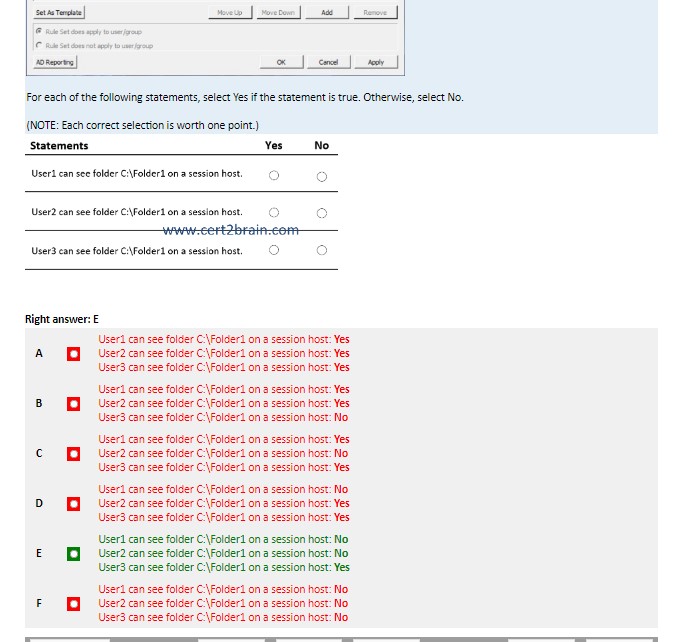 Set As Template Move Up Move Down Add Remove
Rule Set does apply to user/group
Rule Set does not apply to user/group
AD Reporting OK Cancel Apply
For each of the following statements, select Yes if the statement is true. Otherwise, select No.
(NOTE: Each correct selection is worth one point.)
Statements Yes No
User1 can see folder C:\Folder1 on a session host.
User2 can see folder C:\Folder1 on a session host.
www.cert2brain.com
User3 can see folder C:\Folder1 on a session host.
Right answer: E
User1 can see folder C:\Folder1 on a session host: Yes
A User2 can see folder C:\Folder1 on a session host: Yes
User3 can see folder C:\Folder1 on a session host: Yes
User1 can see folder C:\Folder1 on a session host: Yes
B User2 can see folder C:\Folder1 on a session host: Yes
User3 can see folder C:\Folder1 on a session host: No
User1 can see folder C:\Folder1 on a session host: Yes
C User2 can see folder C:\Folder1 on a session host: No
User3 can see folder C:\Folder1 on a session host: Yes
User1 can see folder C:\Folder1 on a session host: No
D User2 can see folder C:\Folder1 on a session host: Yes
User3 can see folder C:\Folder1 on a session host: Yes
User1 can see folder C:\Folder1 on a session host: No
E User2 can see folder C:\Folder1 on a session host: No
User3 can see folder C:\Folder1 on a session host: Yes
User1 can see folder C:\Folder1 on a session host: No
F User2 can see folder C:\Folder1 on a session host: No
User3 can see folder C:\Folder1 on a session host: No